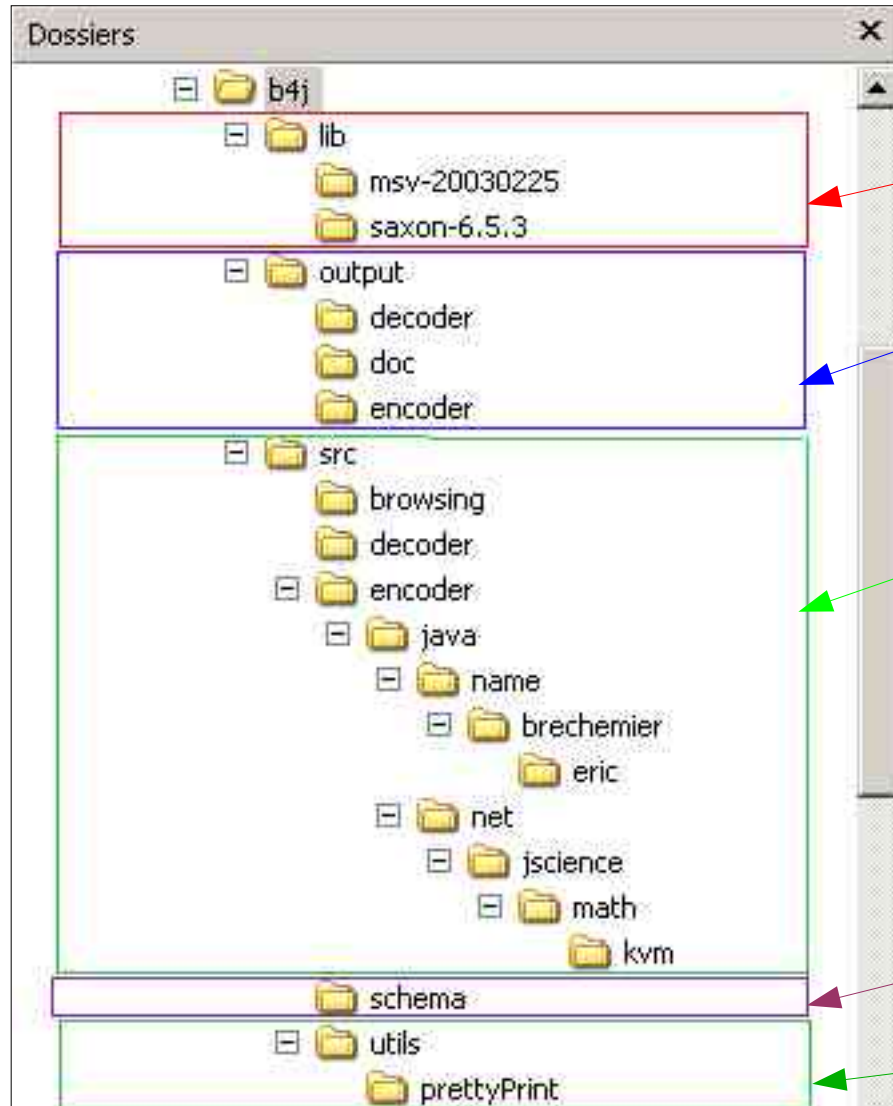 Dossiers
b4j
lib
msv-20030225
saxon-6.5.3
output
decoder
doc
encoder
src
browsing
decoder
encoder
java
name
brechemier
eric
net
jscience
math
kvm
schema
utils
prettyPrint